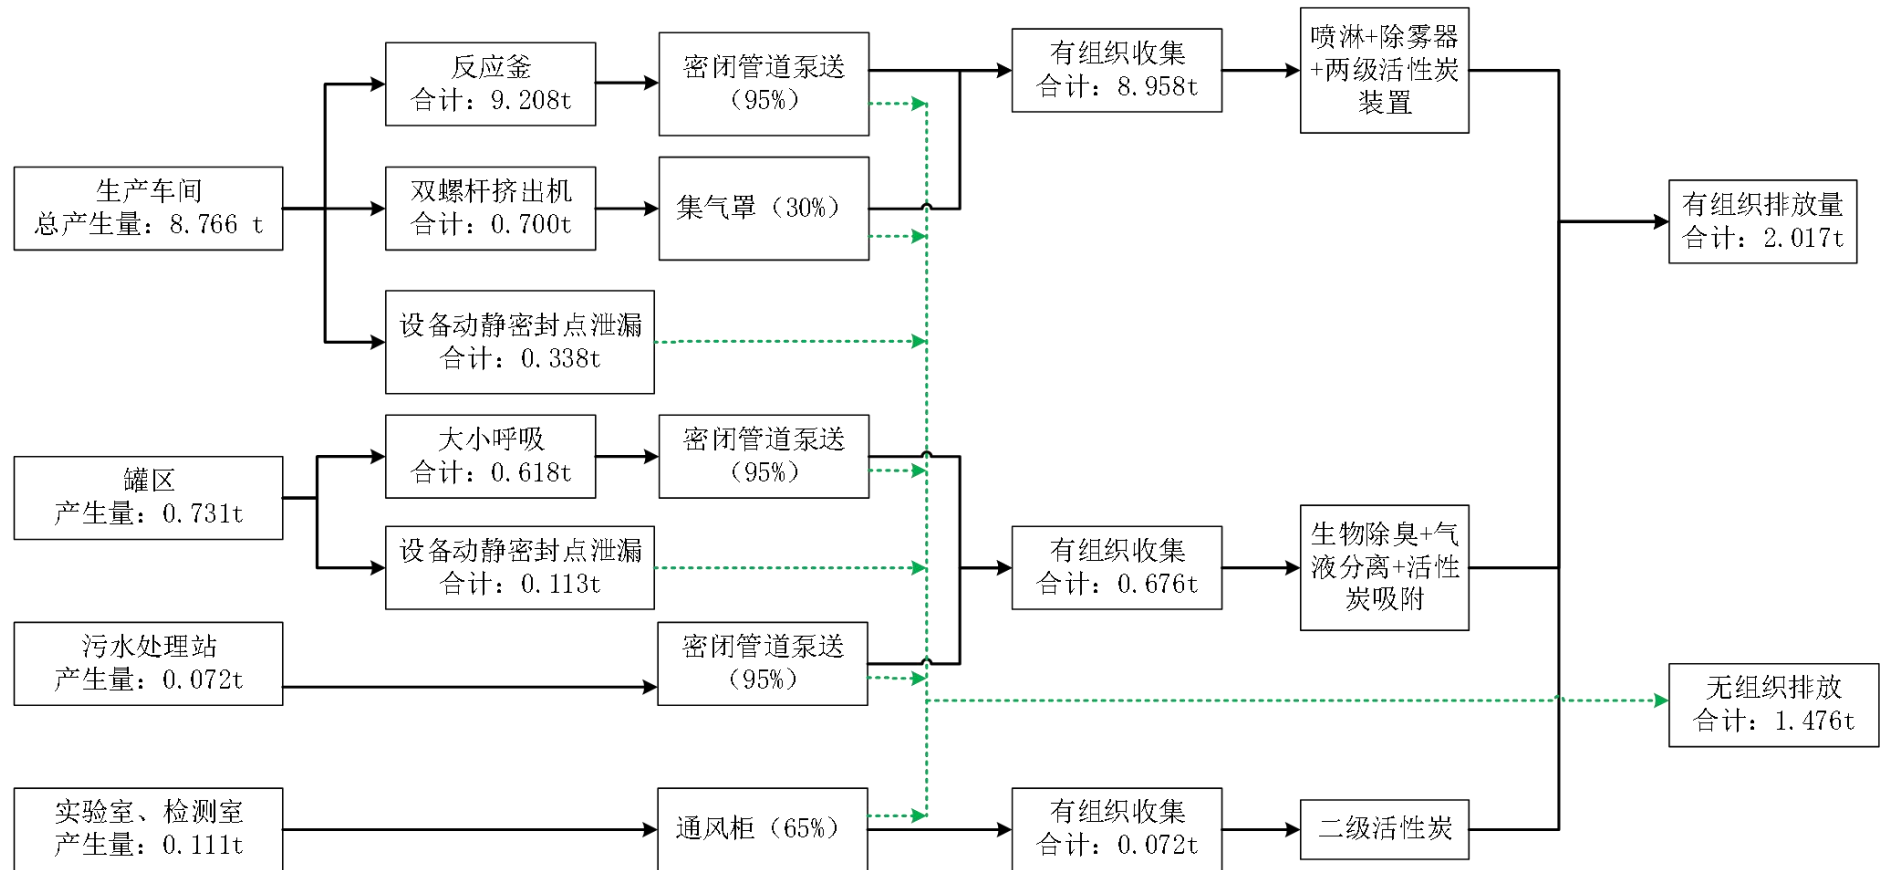 反应釜
合计：9.208t
密闭管道泵送
（95%）
有组织收集
合计：8.958t
喷淋+除雾器
+两级活性炭
装置
生产车间
总产生量：8.766 t
双螺杆挤出机
合计：0.700t
集气罩（30%）
有组织排放量
合计：2.017t
设备动静密封点泄漏
合计：0.338t
罐区
产生量：0.731t
大小呼吸
合计：0.618t
密闭管道泵送
（95%）
设备动静密封点泄漏
合计：0.113t
有组织收集
合计：0.676t
生物除臭+气
液分离+活性
炭吸附
污水处理站
产生量：0.072t
密闭管道泵送
（95%）
无组织排放
合计：1.476t
实验室、检测室
产生量：0.111t
通风柜（65%）
有组织收集
合计：0.072t
二级活性炭